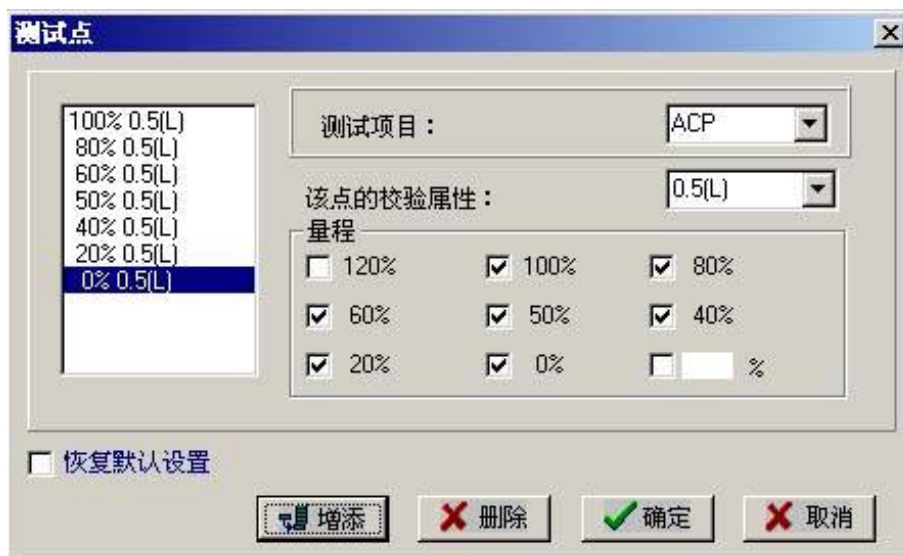 测试点
100% 0.5(L)
80% 0.5(L)
60% 0.5(L)
50% 0.5(L)
40% 0.5(L)
20% 0.5(L)
0% 0.5(L)
测试项目：
ACP
该点的校验属性：
0.5(L)
量程
120%
100%
80%
60%
50%
40%
20%
0%
%
恢复默认设置
增添
删除
确定
取消